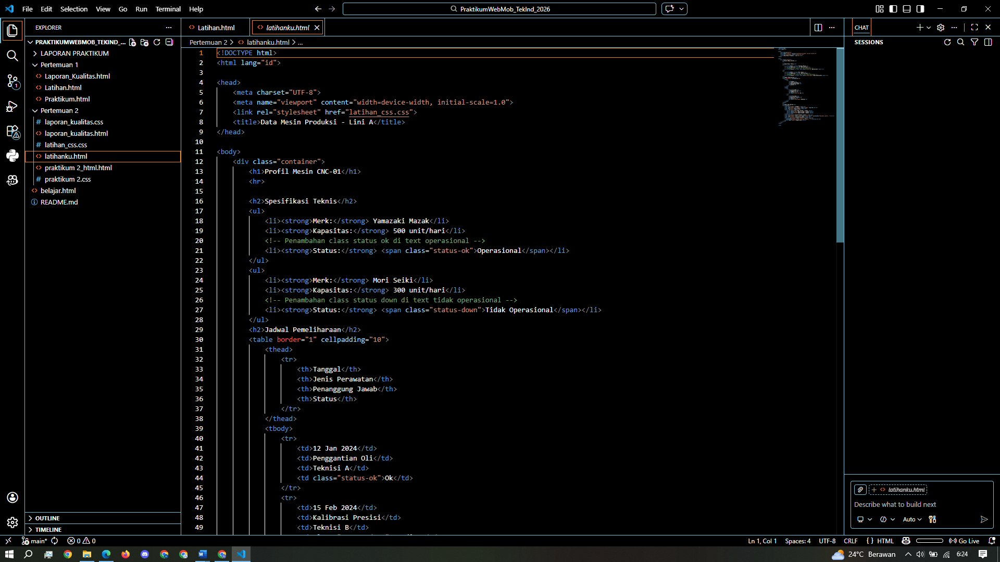 File Edit Selection View Go Run Terminal Help
PraktikumWebMob_TekInd_2026
EXPLORER
PRAKTIKUMWEBMOB_TEKIND_...
LAPORAN PRAKTIKUM
Pertemuan 1
Laporan_Kualitas.html
Latihan.html
Praktikum.html
Pertemuan 2
laporan_kualitas.css
laporan_kualitas.html
latihan_css.css
latihanku.html
praktikum 2_html.html
praktikum 2.css
belajar.html
README.md
OUTLINE
TIMELINE
Latihan.html
latihanku.html
Pertemuan 2 > latihanku.html > ...
1 <!DOCTYPE html>
2 <html lang="id">
3
4 <head>
5 <meta charset="UTF-8">
6 <meta name="viewport" content="width=device-width, initial-scale=1.0">
7 <link rel="stylesheet" href="latihan_css.css">
8 <title>Data Mesin Produksi - Lini A</title>
9 </head>
10
11 <body>
12 <div class="container">
13 <h1>Profil Mesin CNC-01</h1>
14 <hr>
15
16 <h2>Spesifikasi Teknis</h2>
17 <ul>
18 <li><strong>Merk:</strong> Yamazaki Mazak</li>
19 <li><strong>Kapasitas:</strong> 500 unit/hari</li>
20 <!-- Penambahan class status ok di text operasional -->
21 <li><strong>Status:</strong> <span class="status-ok">Operasional</span></li>
22 </ul>
23 <ul>
24 <li><strong>Merk:</strong> Mori Seiki</li>
25 <li><strong>Kapasitas:</strong> 300 unit/hari</li>
26 <!-- Penambahan class status down di text tidak operasional -->
27 <li><strong>Status:</strong> <span class="status-down">Tidak Operasional</span></li>
28 </ul>
29 <h2>Jadwal Pemeliharaan</h2>
30 <table border="1" cellpadding="10">
31 <thead>
32 <tr>
33 <th>Tanggal</th>
34 <th>Jenis Perawatan</th>
35 <th>Penanggung Jawab</th>
36 <th>Status</th>
37 </tr>
38 </thead>
39 <tbody>
40 <tr>
41 <td>12 Jan 2024</td>
42 <td>Penggantian Oli</td>
43 <td>Teknisi A</td>
44 <td class="status-ok">Ok</td>
45 </tr>
46 <tr>
47 <td>15 Feb 2024</td>
48 <td>Kalibrasi Presisi</td>
49 <td>Teknisi B</td>
CHAT
SESSIONS
latihanku.html
Describe what to build next
Auto
1
main* 0 0
Ln 1, Col 1 Spaces: 4 UTF-8 CRLF { } HTML Go Live
24°C Berawan 6:24